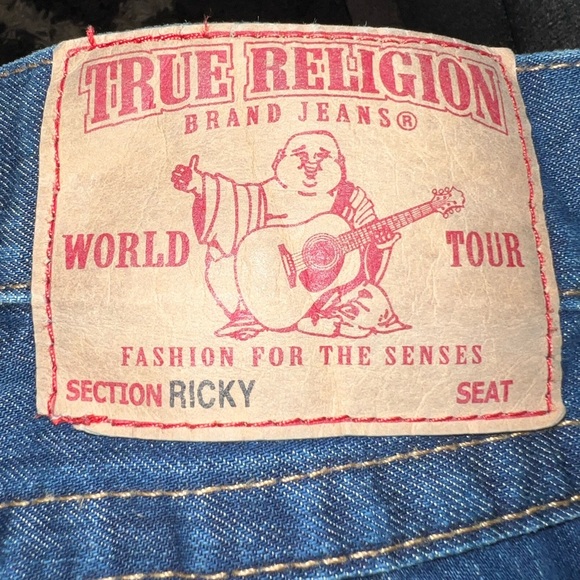 TRUE RELIGION
BRAND JEANS®
WORLD TOUR
FASHION FOR THE SENSES
SECTION RICKY SEAT